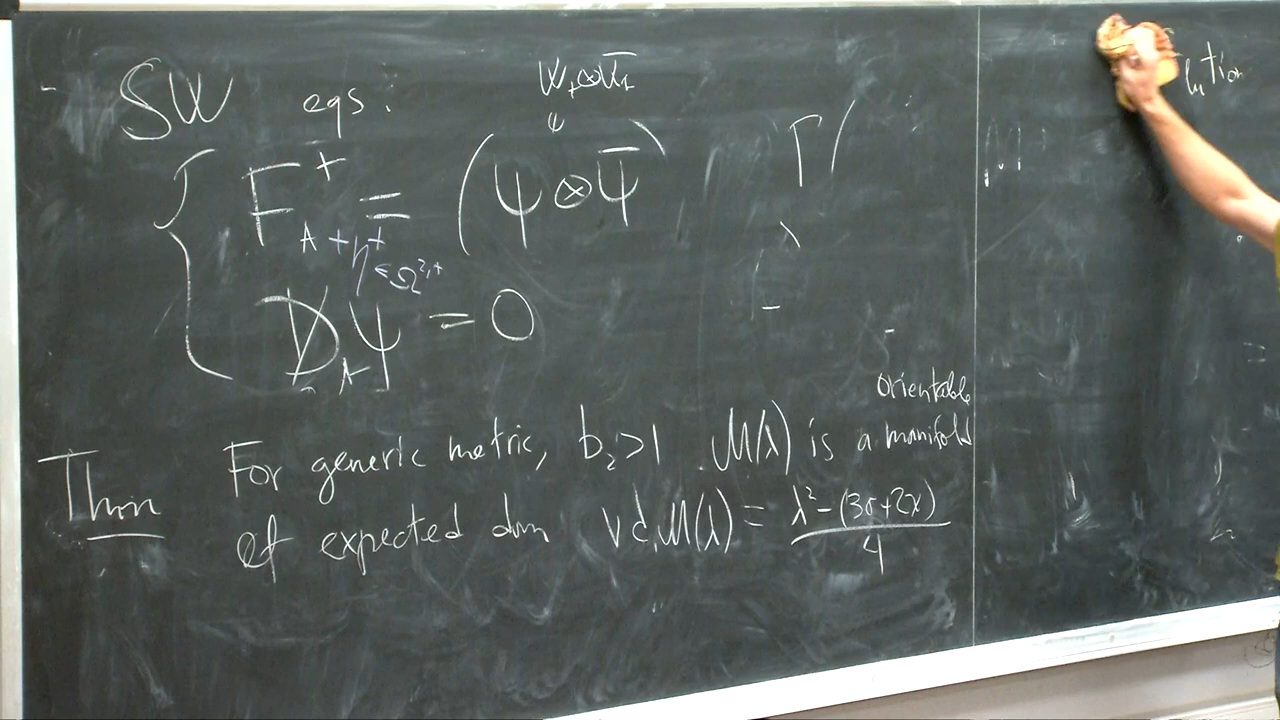 SW eqs: W₊⊗W̄₊
F⁺_A + η⁺ = (ψ⊗ψ̄)
∈Ω^{2,+}
D̸_A ψ = 0
Thm For generic metric, b₂>1 M(λ) is a orientable manifold
of expected dim vd M(λ) = λ²-(3σ+2χ) / 4